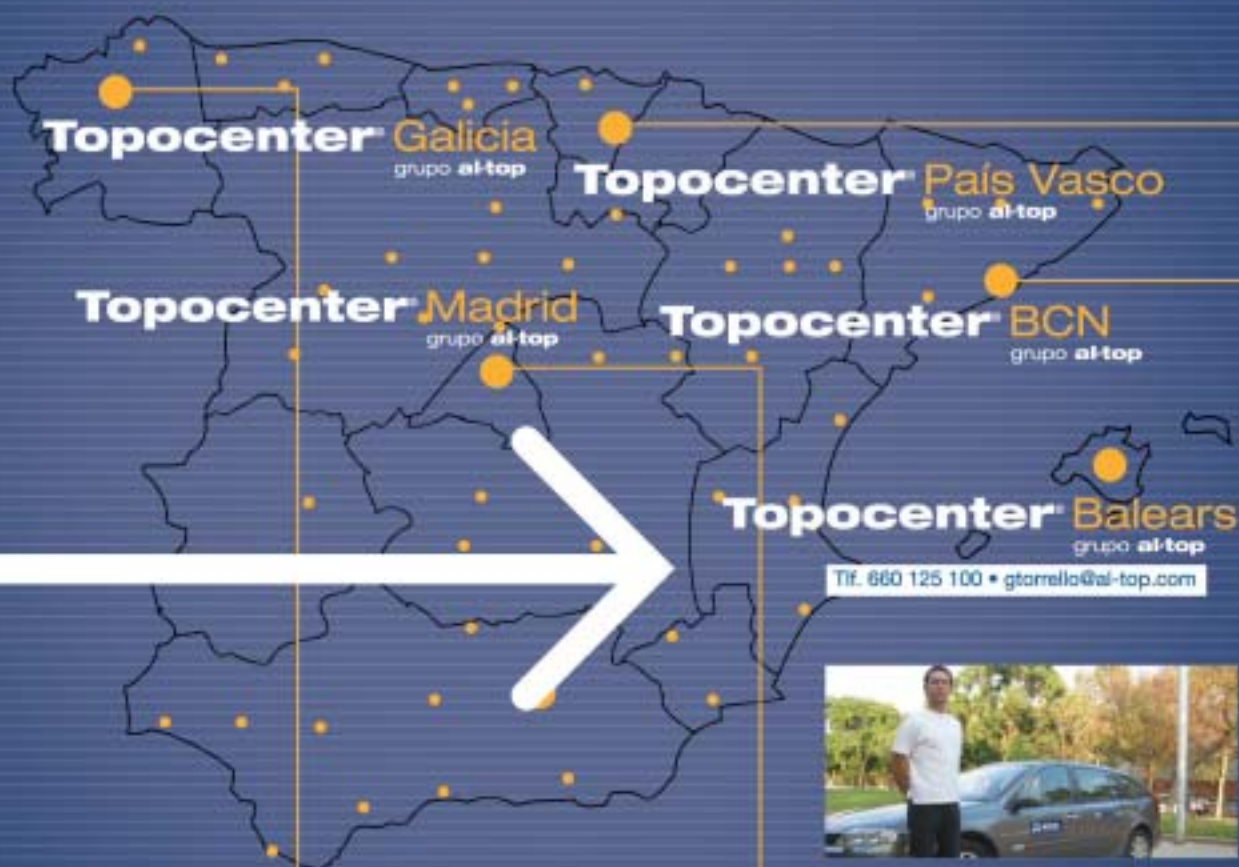 Topocenter® Galicia
grupo al-top
Topocenter® País Vasco
grupo al-top
Topocenter® Madrid
grupo al-top
Topocenter® BCN
grupo al-top
Topocenter® Balears
grupo al-top
Tlf. 660 125 100 • gtorrello@al-top.com